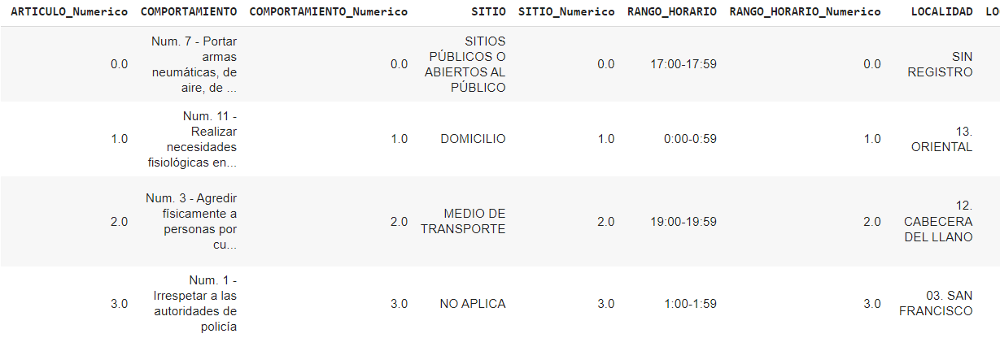 ARTICULO_Numerico COMPORTAMIENTO COMPORTAMIENTO_Numerico SITIO SITIO_Numerico RANGO_HORARIO RANGO_HORARIO_Numerico LOCALIDAD LO
0.0
Num. 7 - Portar
armas
neumáticas, de
aire, de ...
0.0
SITIOS
PÚBLICOS O
ABIERTOS AL
PÚBLICO
0.0
17:00-17:59
0.0
SIN
REGISTRO
1.0
Num. 11 -
Realizar
necesidades
fisiológicas en...
1.0
DOMICILIO
1.0
0:00-0:59
1.0
13.
ORIENTAL
2.0
Num. 3 - Agredir
físicamente a
personas por
cu...
2.0
MEDIO DE
TRANSPORTE
2.0
19:00-19:59
2.0
12.
CABECERA
DEL LLANO
3.0
Num. 1 -
Irrespetar a las
autoridades de
policía
3.0
NO APLICA
3.0
1:00-1:59
3.0
03. SAN
FRANCISCO